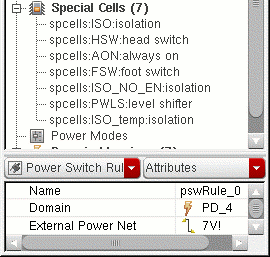 Special Cells (7)
spcells:ISO:isolation
spcells:HSW:head switch
spcells:AON:always on
spcells:FSW:foot switch
spcells:ISO_NO_EN:isolation
spcells:PWLS:level shifter
spcells:ISO_temp:isolation
Power Modes
Power Switch Rul Attributes
Name pswRule_0
Domain PD_4
External Power Net 7V!